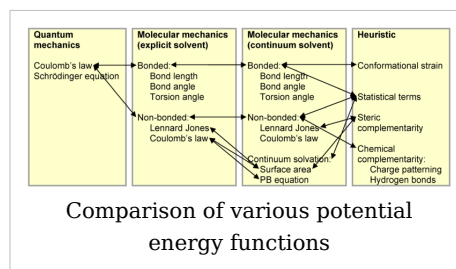 Quantum
mechanics
Coulomb's law
Schrödinger equation
Molecular mechanics
(explicit solvent)
Bonded:
Bond length
Bond angle
Torsion angle
Non-bonded:
Lennard Jones
Coulomb's law
Molecular mechanics
(continuum solvent)
Bonded:
Bond length
Bond angle
Torsion angle
Non-bonded:
Lennard Jones
Coulomb's law
Continuum solvation:
Surface area
PB equation
Heuristic
Conformational strain
Statistical terms
Steric
complementarity
Chemical
complementarity:
Charge patterning
Hydrogen bonds
Comparison of various potential
energy functions